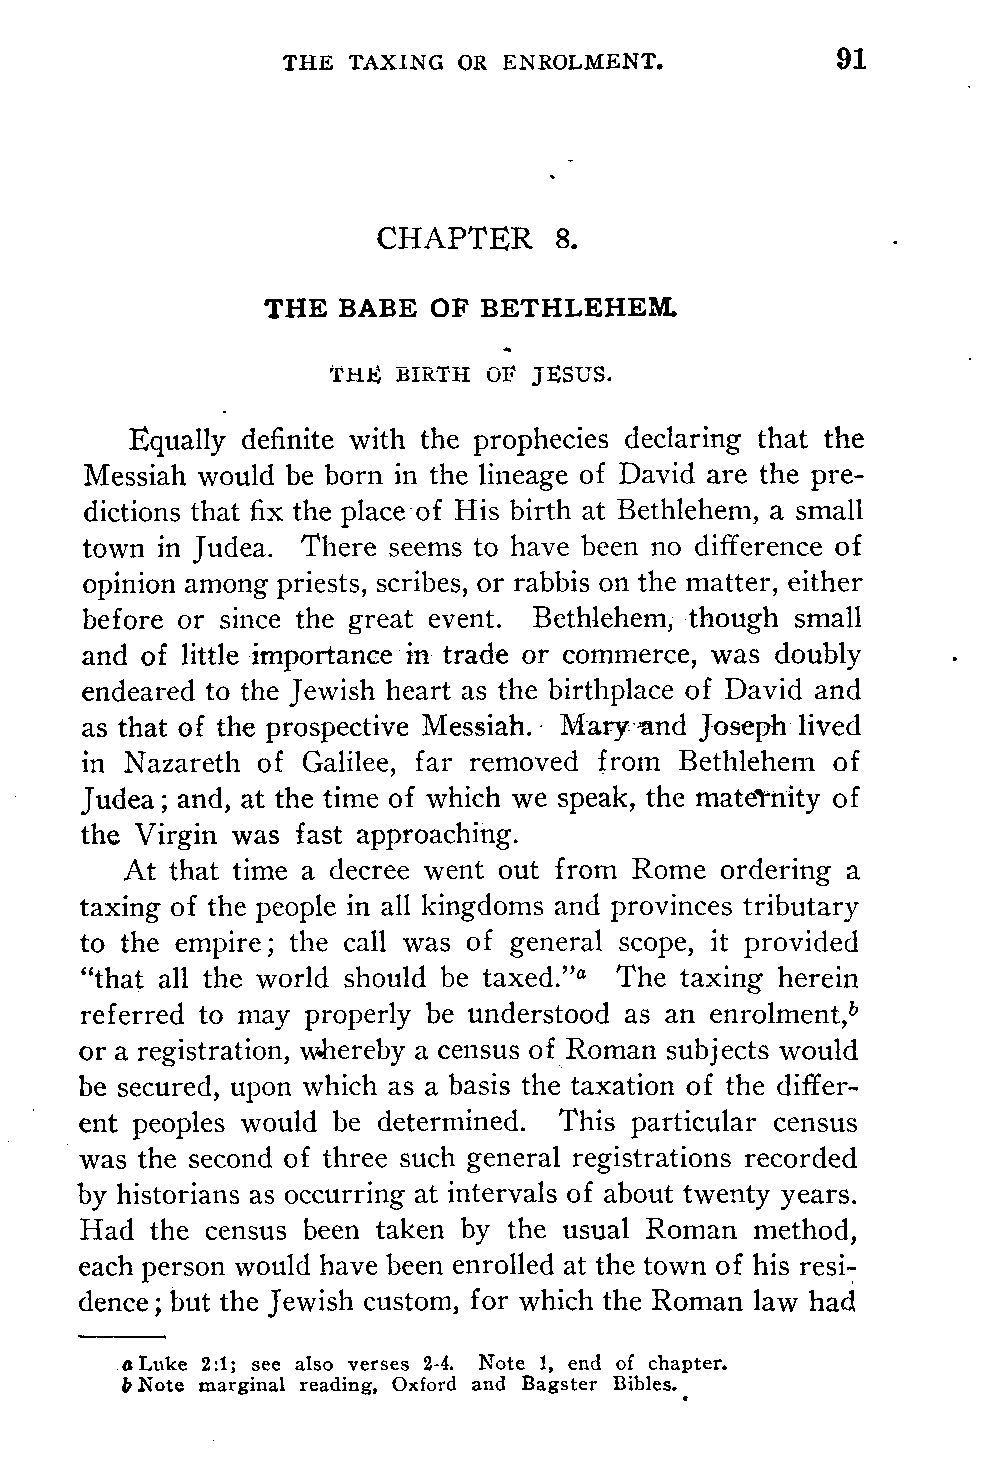 THE TAXING OR ENROLMENT. 91
CHAPTER 8.
THE BABE OF BETHLEHEM.
THE BIRTH OF JESUS.
Equally definite with the prophecies declaring that the
Messiah would be born in the lineage of David are the pre-
dictions that fix the place of His birth at Bethlehem, a small
town in Judea. There seems to have been no difference of
opinion among priests, scribes, or rabbis on the matter, either
before or since the great event. Bethlehem, though small
and of little importance in trade or commerce, was doubly
endeared to the Jewish heart as the birthplace of David and
as that of the prospective Messiah. Mary and Joseph lived
in Nazareth of Galilee, far removed from Bethlehem of
Judea; and, at the time of which we speak, the maternity of
the Virgin was fast approaching.
At that time a decree went out from Rome ordering a
taxing of the people in all kingdoms and provinces tributary
to the empire; the call was of general scope, it provided
“that all the world should be taxed.”a The taxing herein
referred to may properly be understood as an enrolment,b
or a registration, whereby a census of Roman subjects would
be secured, upon which as a basis the taxation of the differ-
ent peoples would be determined. This particular census
was the second of three such general registrations recorded
by historians as occurring at intervals of about twenty years.
Had the census been taken by the usual Roman method,
each person would have been enrolled at the town of his resi-
dence; but the Jewish custom, for which the Roman law had
a Luke 2:1; see also verses 2-4. Note 1, end of chapter.
b Note marginal reading, Oxford and Bagster Bibles.